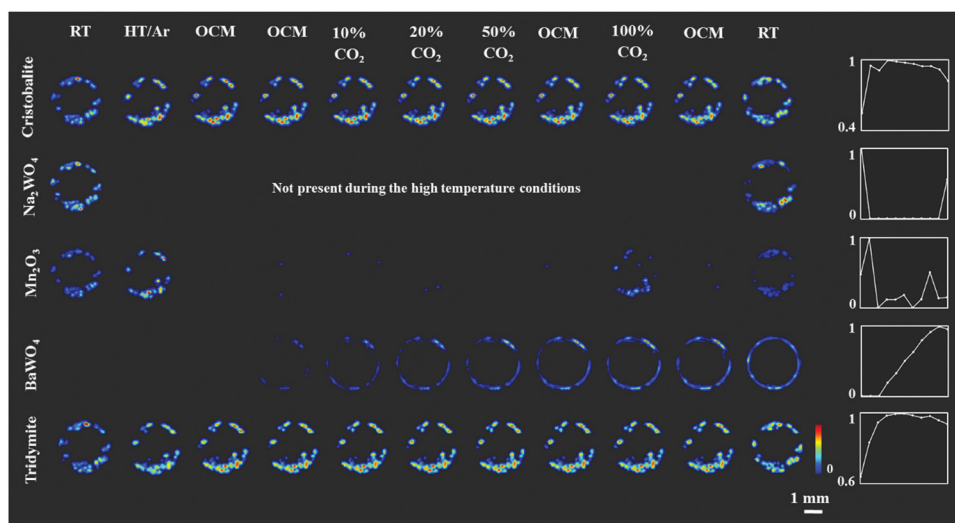 RT HT/Ar OCM OCM 10% CO₂ 20% CO₂ 50% CO₂ OCM 100% CO₂ OCM RT
Cristobalite
1
0.4
Na₂WO₄
Not present during the high temperature conditions
1
0
Mn₂O₃
1
0
BaWO₄
1
0
Tridymite
0
1
0.6
1 mm